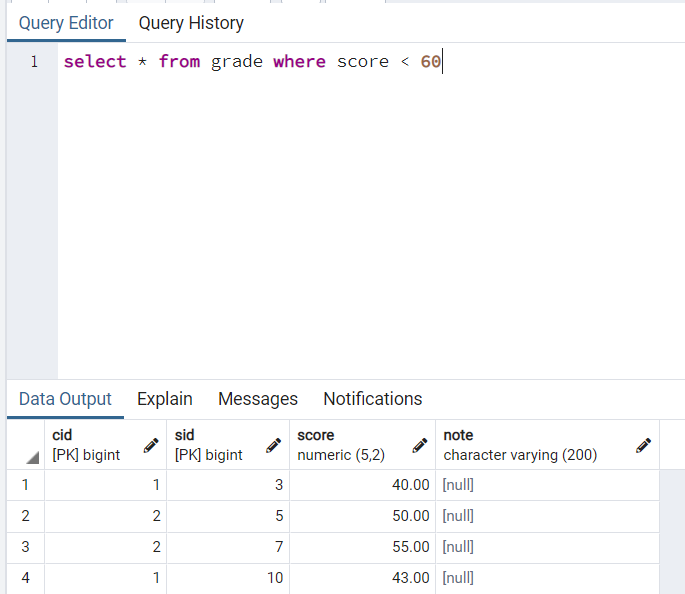 Query Editor Query History
1 select * from grade where score < 60
Data Output Explain Messages Notifications
cid sid score note
[PK] bigint [PK] bigint numeric (5,2) character varying (200)
1 1 3 40.00 [null]
2 2 5 50.00 [null]
3 2 7 55.00 [null]
4 1 10 43.00 [null]